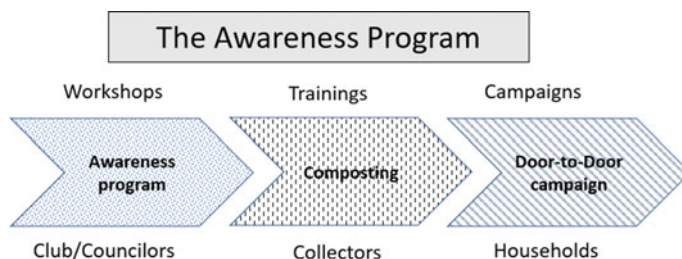 The Awareness Program
Workshops Trainings Campaigns
Awareness
program
Composting
Door-to-Door
campaign
Club/Councilors Collectors Households